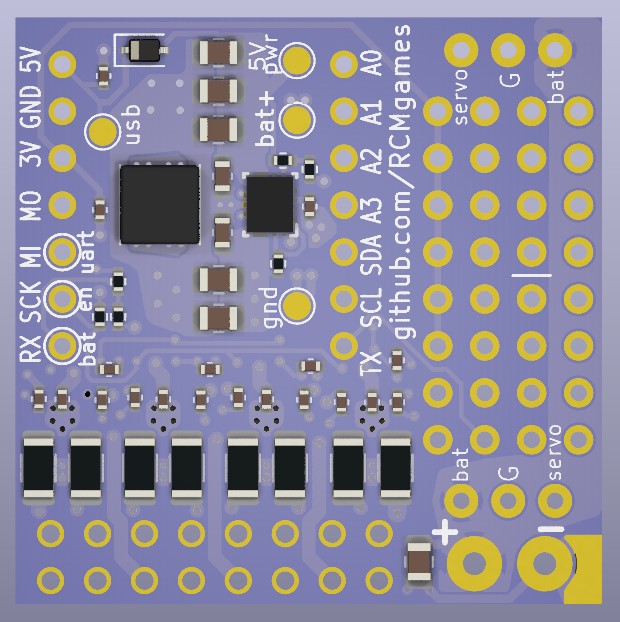 5V
GND
3V
MO
MI
SCK
RX
usb
uart
en
bat
5V
pwr
bat+
gnd
A0
A1
A2
A3
SDA
SCL
TX
github.com/RCMgames
servo
G
bat
bat
G
servo
+